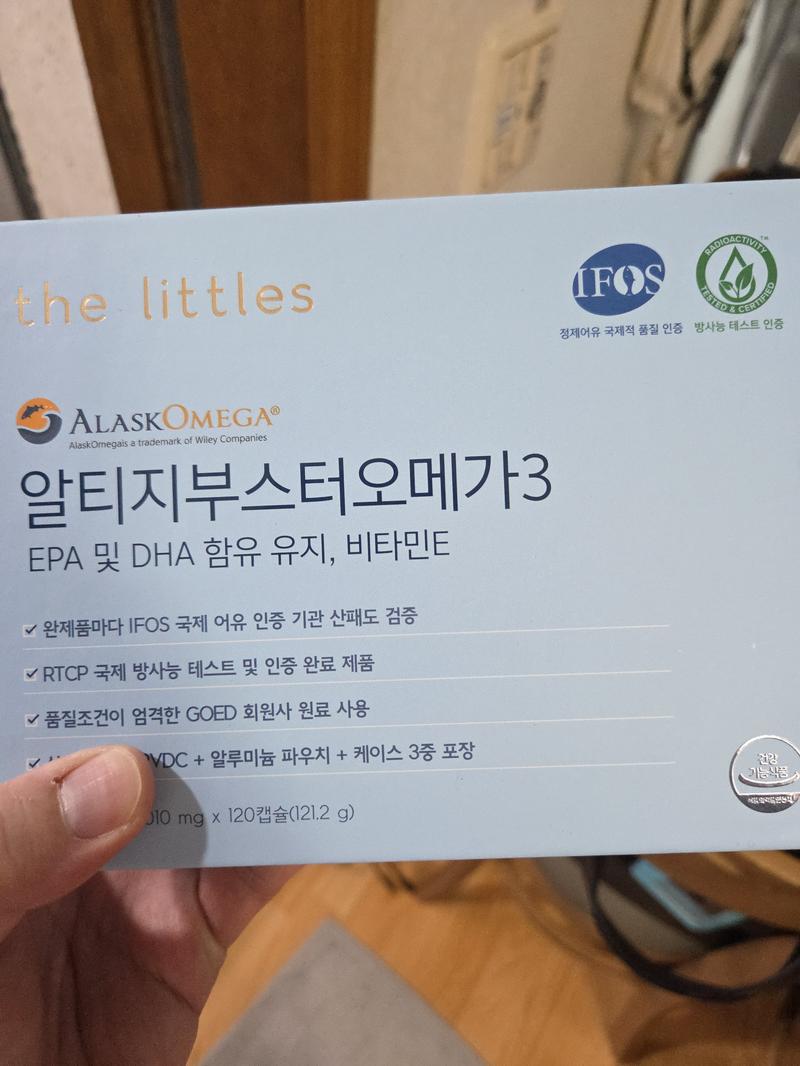 the littles
IFOS
정제어유 국제적 품질 인증
RADIOACTIVITY™
TESTED & CERTIFIED
방사능 테스트 인증
ALASKOMEGA®
AlaskOmegais a trademark of Wiley Companies
알티지부스터오메가3
EPA 및 DHA 함유 유지, 비타민E
완제품마다 IFOS 국제 어유 인증 기관 산패도 검증
RTCP 국제 방사능 테스트 및 인증 완료 제품
품질조건이 엄격한 GOED 회원사 원료 사용
+ 알루미늄 파우치 + 케이스 3중 포장
mg x 120캡슐(121.2 g)
건강
기능식품